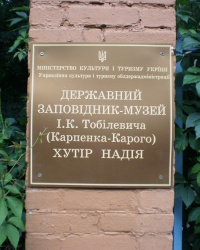 МІНІСТЕРСТВО КУЛЬТУРИ І ТУРИЗМУ УКРАЇНИ
Управління культури і туризму облдержадміністрації
ДЕРЖАВНИЙ
ЗАПОВІДНИК-МУЗЕЙ
І.К. Тобілевича
(Карпенка-Карого)
ХУТІР НАДІЯ